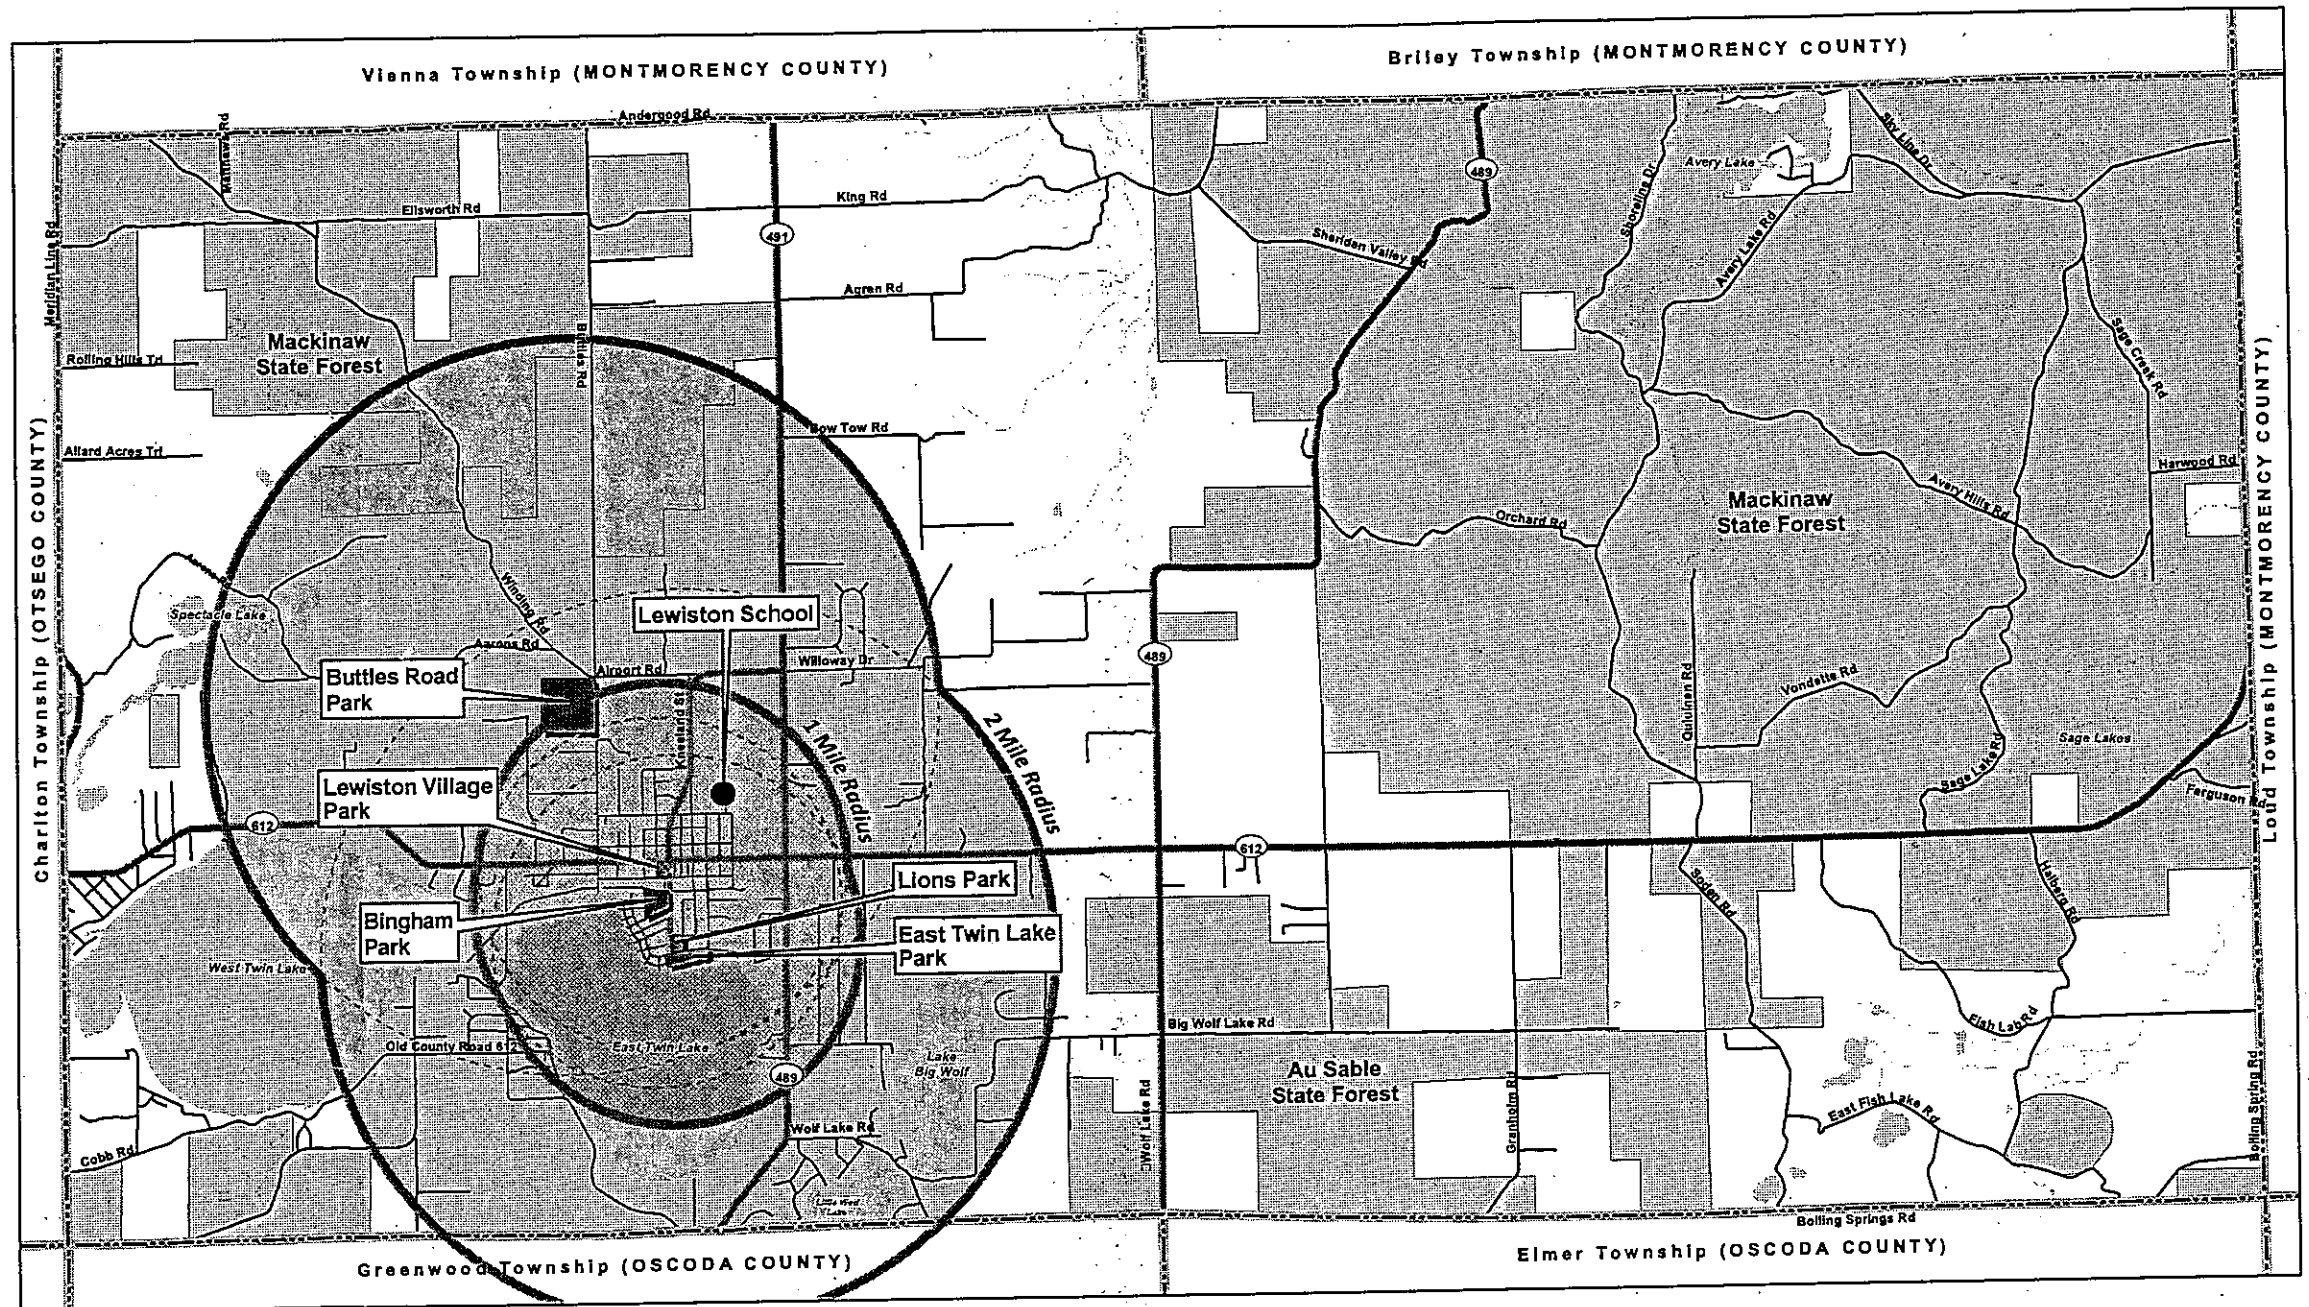 Vienna Township (MONTMORENCY COUNTY)
Briley Township (MONTMORENCY COUNTY)
Andergood Rd
Matthews Rd
Meridian Line Rd
Ellsworth Rd
King Rd
491
489
Sheridan Valley Rd
Shoreline Dr
Avery Lake
Avery Lake Rd
Sky Line Dr
Agren Rd
Mackinaw
State Forest
Buttles Rd
Rolling Hills Trl
Sage Creek Rd
Bow Tow Rd
Allard Acres Trl
Harwood Rd
Avery Hills Rd
Mackinaw
State Forest
Orchard Rd
Charlton Township (OTSEGO COUNTY)
Loud Township (MONTMORENCY COUNTY)
Winding Rd
Spectacle Lake
Lewiston School
Aarons Rd
Airport Rd
Willoway Dr
489
Buttles Road
Park
Kneeland St
1 Mile Radius
2 Mile Radius
Vondette Rd
Sage Lakes
Sage Lake Rd
Ferguson Rd
Lewiston Village
Park
612
612
Lions Park
Soden Rd
Halberg Rd
Bingham
Park
East Twin Lake
Park
West Twin Lake
Big Wolf Lake Rd
Fish Lab Rd
Old County Road 612
East Twin Lake
Lake
Big Wolf
489
Au Sable
State Forest
Wolf Lake Rd
Granholm Rd
East Fish Lake Rd
Wolf Lake Rd
Cobb Rd
Boiling Spring Rd
Boiling Springs Rd
Greenwood Township (OSCODA COUNTY)
Elmer Township (OSCODA COUNTY)